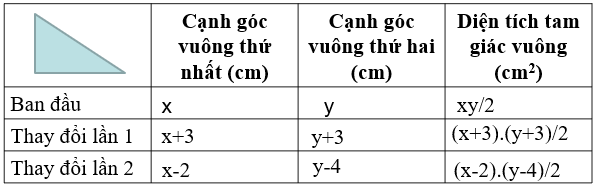 Cạnh góc vuông thứ nhất (cm)
Cạnh góc vuông thứ hai (cm)
Diện tích tam giác vuông (cm²)
Ban đầu x y xy/2
Thay đổi lần 1 x+3 y+3 (x+3).(y+3)/2
Thay đổi lần 2 x-2 y-4 (x-2).(y-4)/2